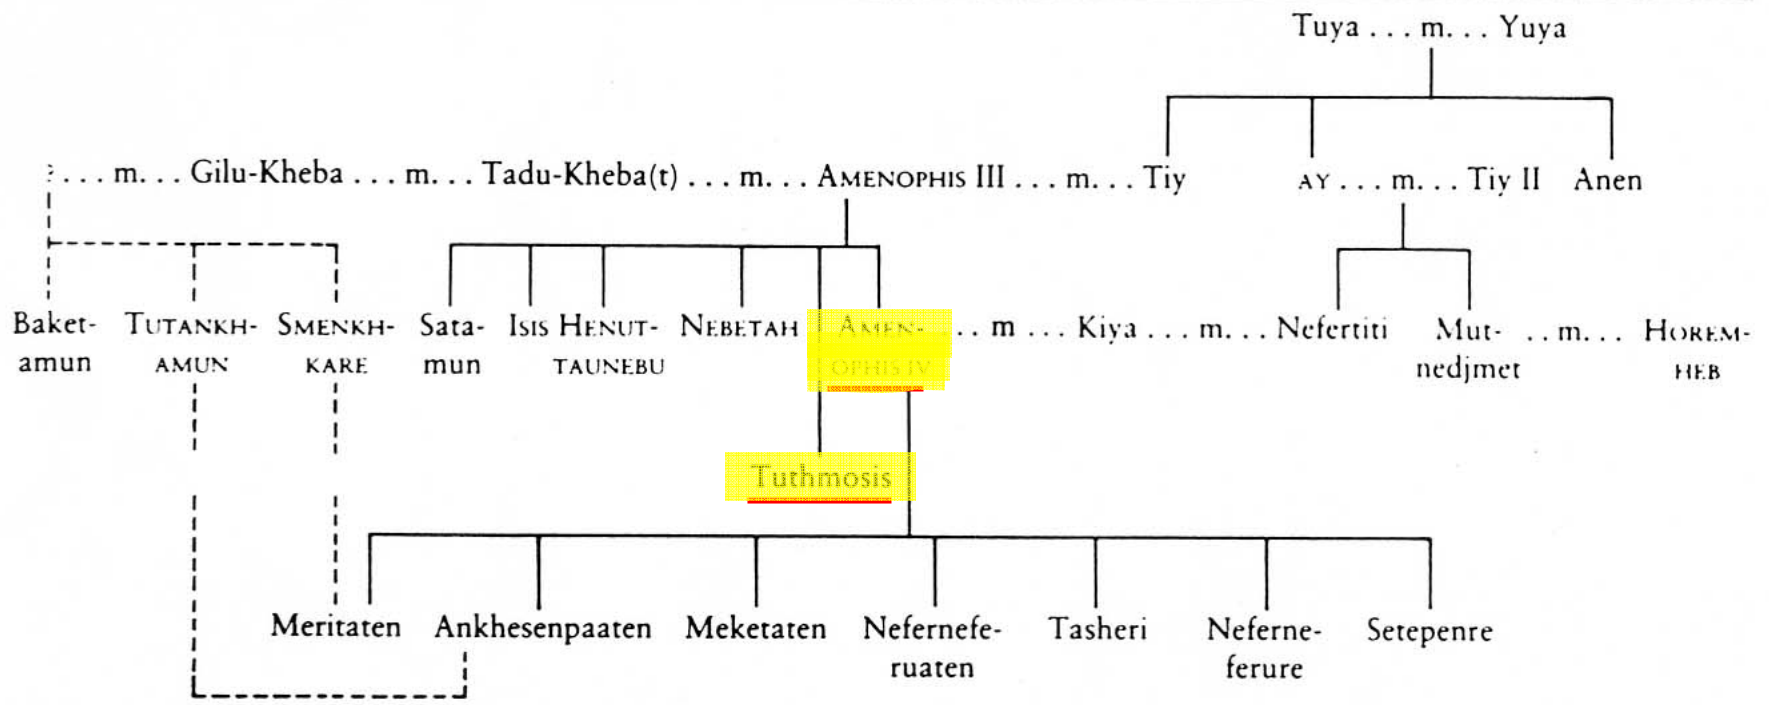 Tuya . . . m. . . Yuya
? . . . m. . . Gilu-Kheba . . . m. . . Tadu-Kheba(t) . . . m. . . AMENOPHIS III . . . m. . . Tiy AY . . . m. . . Tiy II Anen
Baket- TUTANKH- SMENKH- Sata- ISIS HENUT- NEBETAH AMEN- . . . m . . . Kiya . . . m. . . Nefertiti Mut- . . m. . . HOREM-
amun AMUN KARE mun TAUNEBU OPHIS IV nedjmet HEB
Tuthmosis
Meritaten Ankhesenpaaten Meketaten Nefernefe- Tasheri Neferne- Setepenre
ruaten ferure